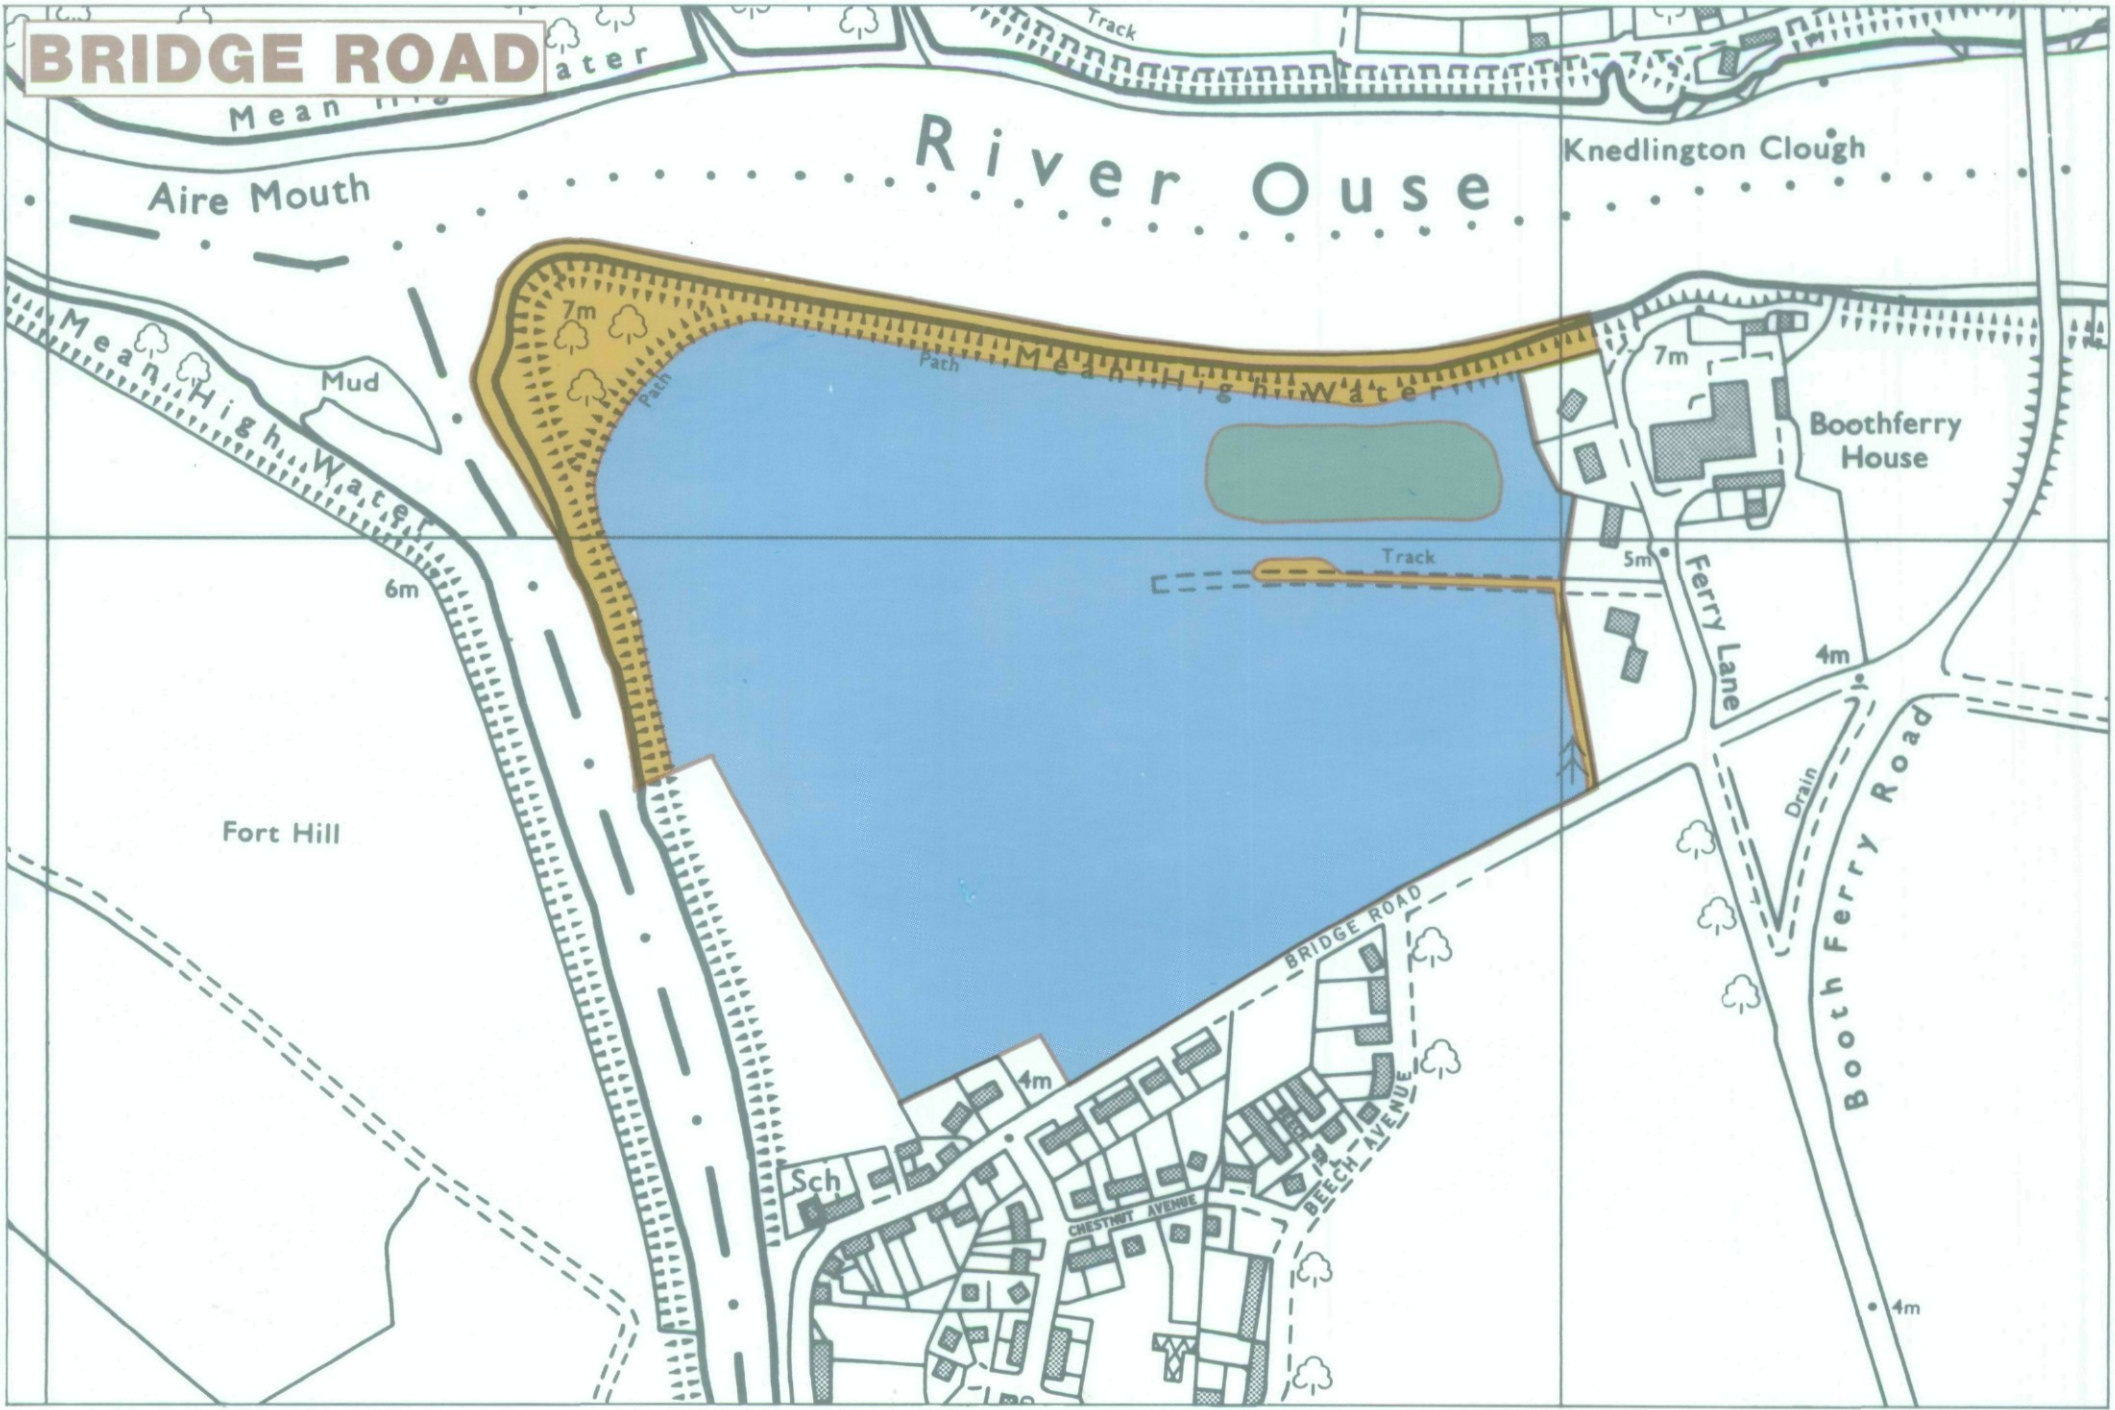 BRIDGE ROAD
ater
Mean Hig
Track
River Ouse
Knedlington Clough
Aire Mouth
7m
Mean High Water
Mud
Path
Path
Mean High Water
7m
Boothferry
House
Track
5m
6m
Ferry Lane
4m
Fort Hill
Drain
Booth Ferry Road
BRIDGE ROAD
4m
BEECH AVENUE
Sch
CHESTNUT AVENUE
4m